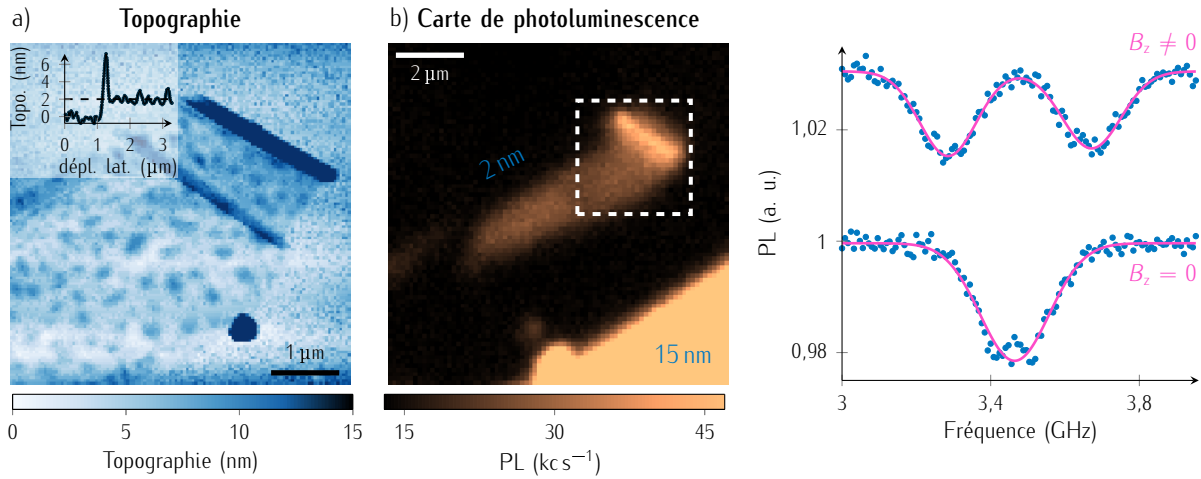 a) Topographie
Topo. (nm)
6
4
2
0
0 1 2 3
dépl. lat. (µm)
1 µm
0 5 10 15
Topographie (nm)
b) Carte de photoluminescence
2 µm
2 nm
15 nm
15 30 45
PL (kc s⁻¹)
B_z ≠ 0
1,02
PL (a. u.)
1
B_z = 0
0,98
3 3,4 3,8
Fréquence (GHz)